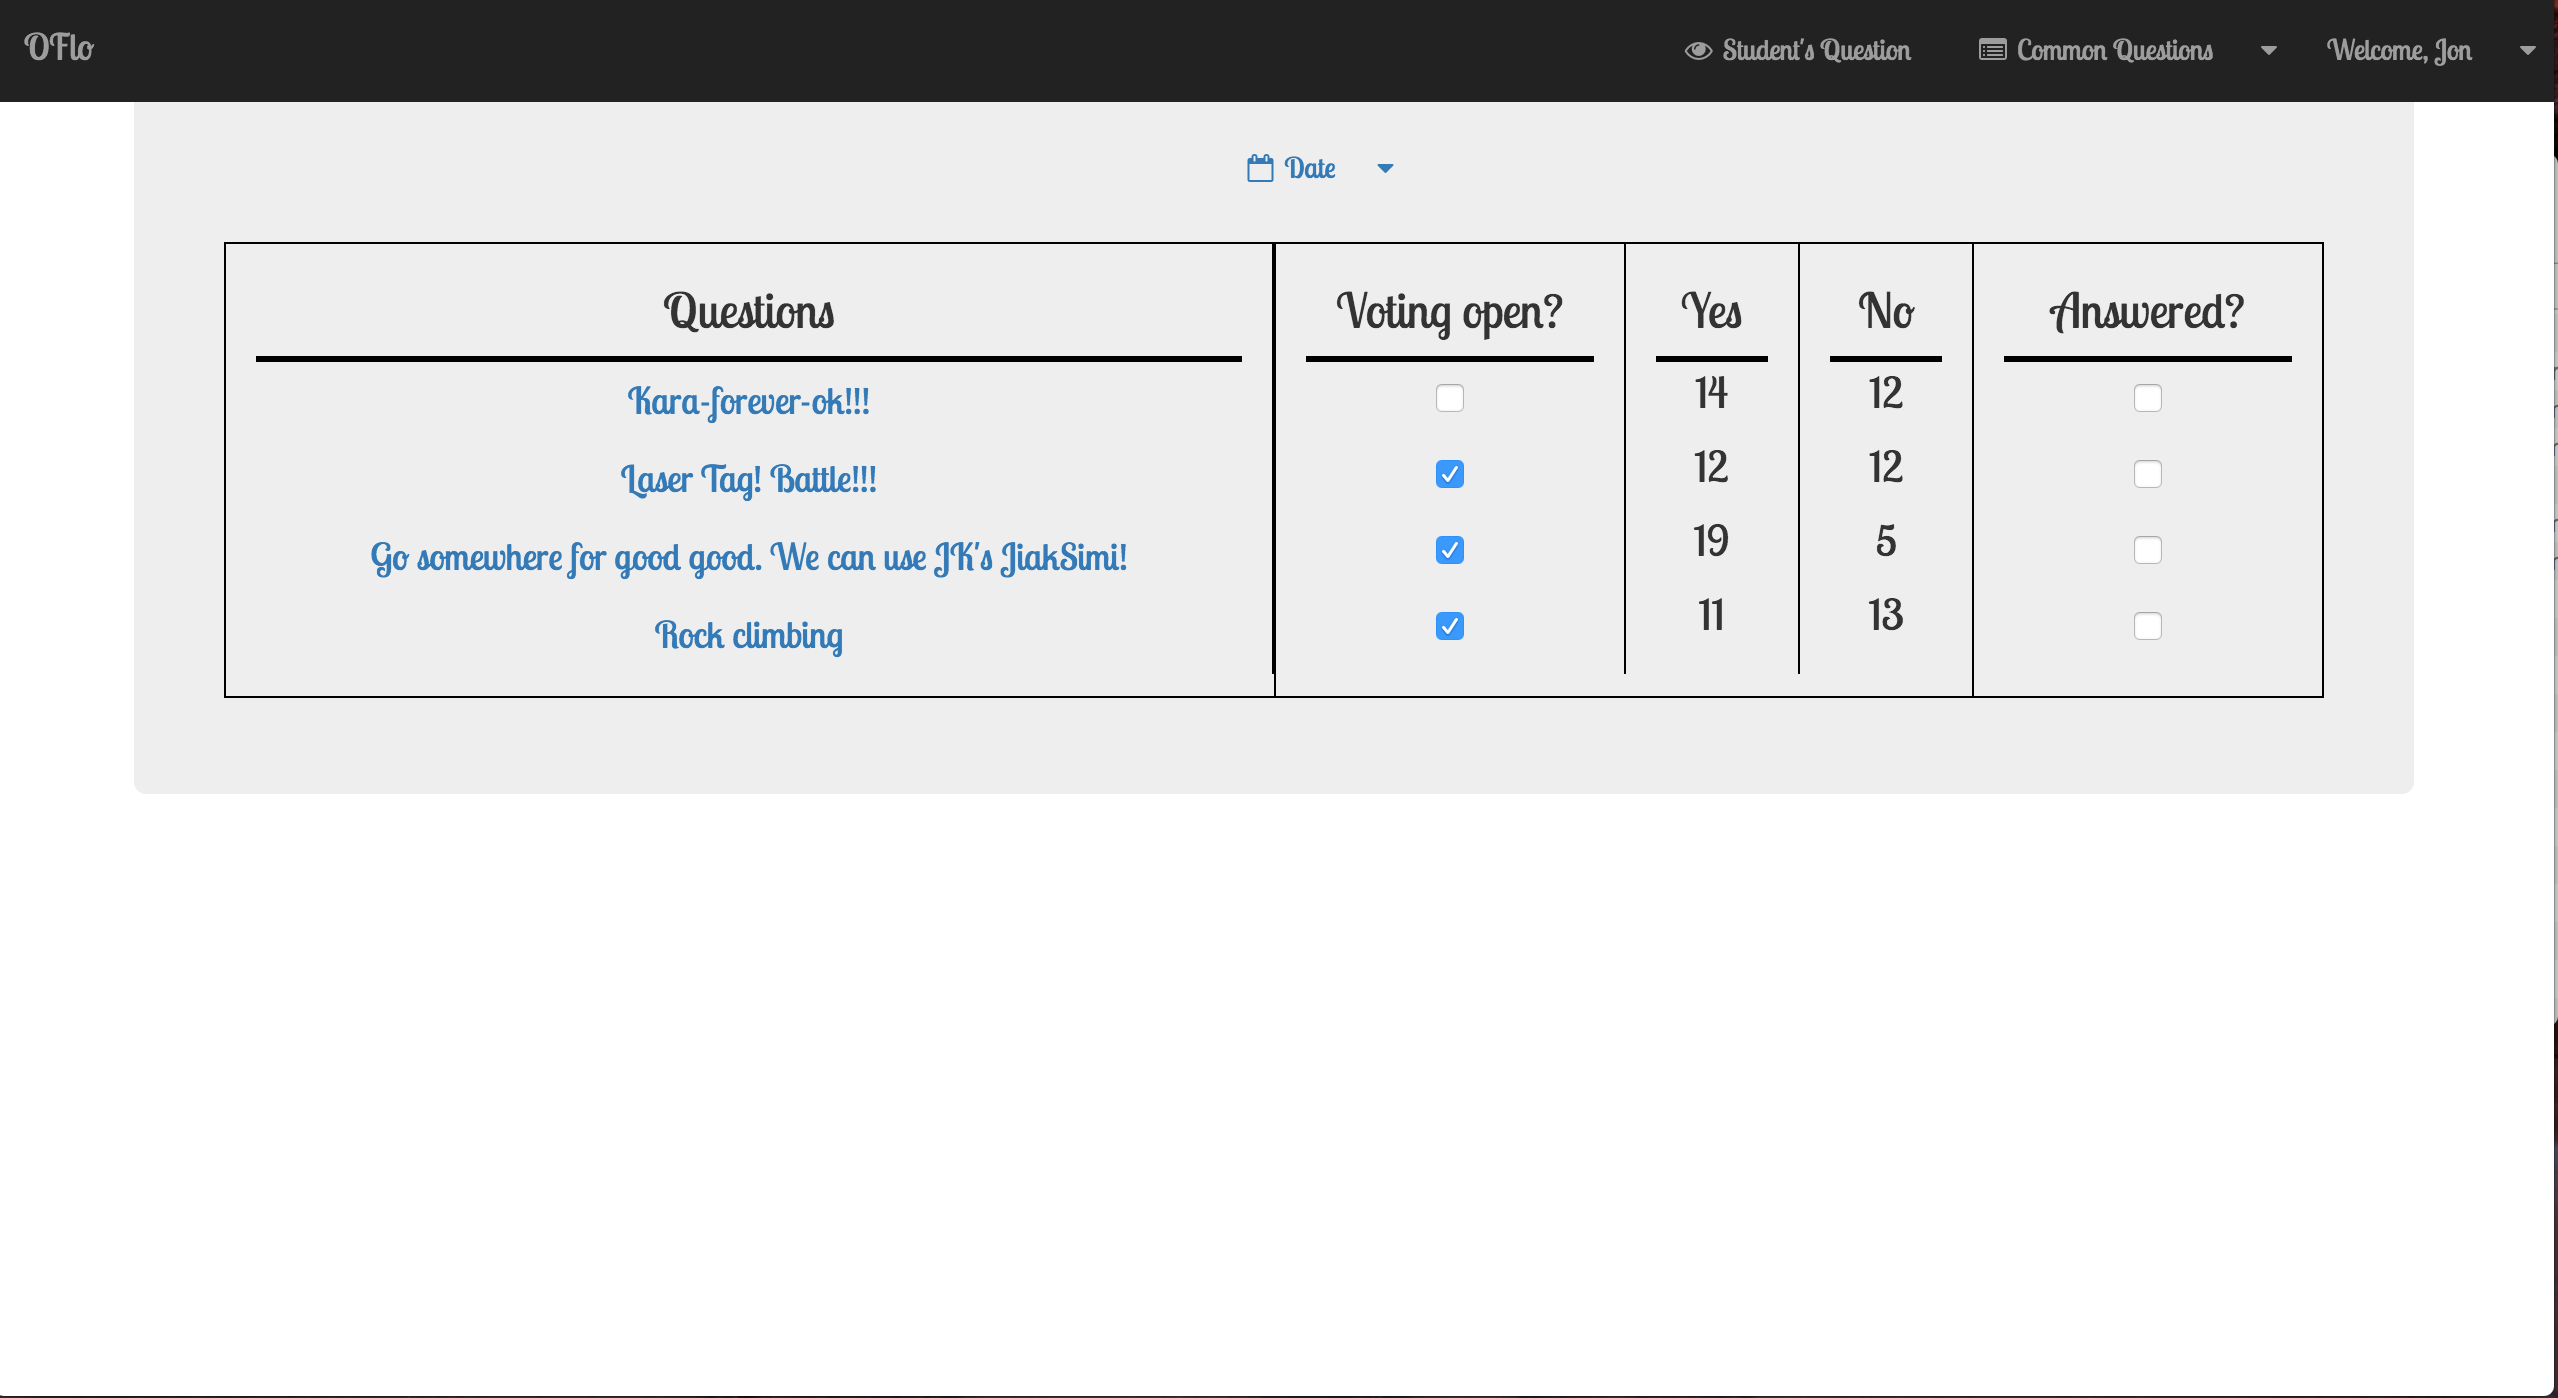 OFlo Student's Question Common Questions Welcome, Jon
Date
Questions Voting open? Yes No Answered?
Kara-forever-ok!!! 14 12
Laser Tag! Battle!!! 12 12
Go somewhere for good good. We can use JK's JiakSimi! 19 5
Rock climbing 11 13